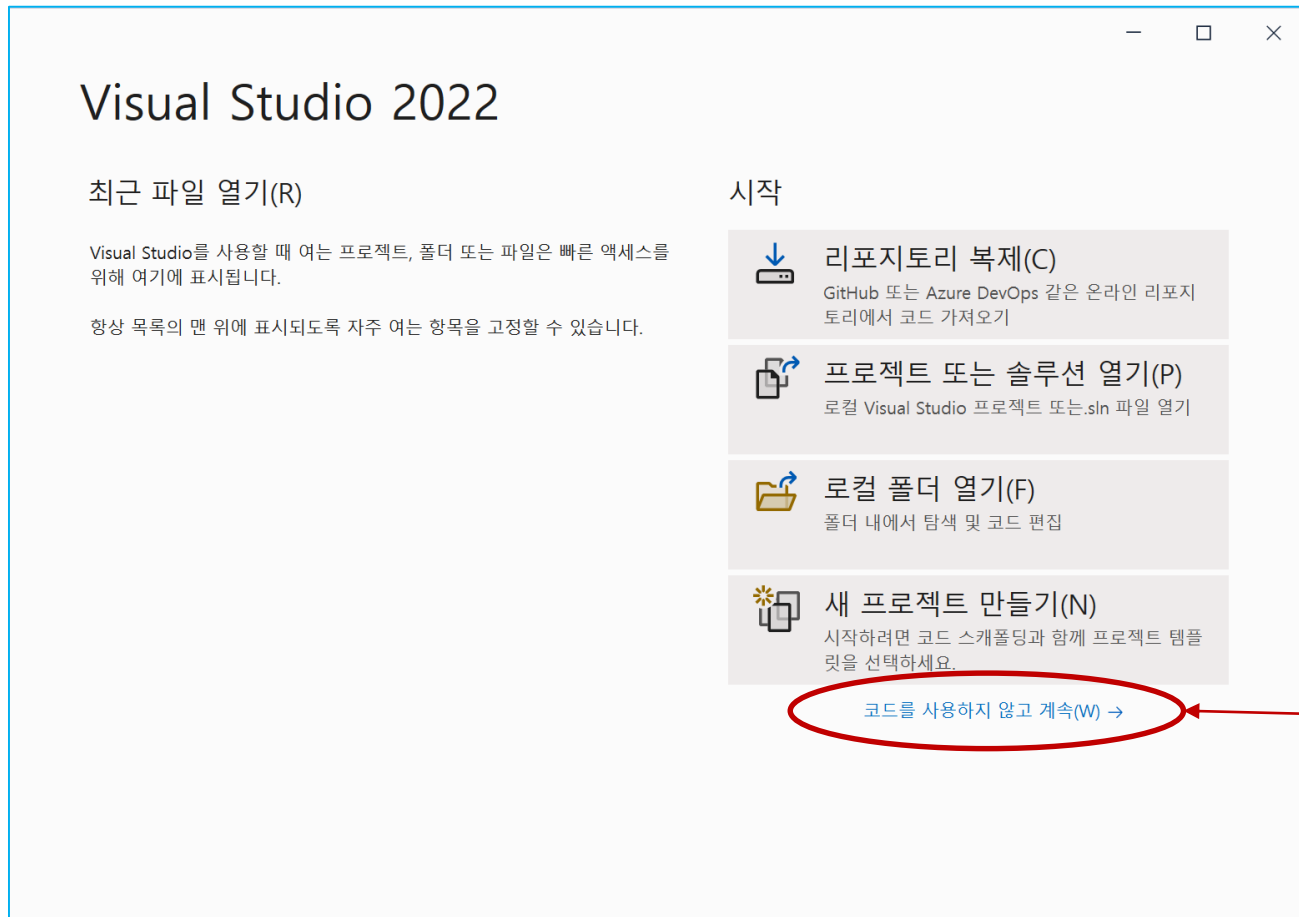 Visual Studio 2022
최근 파일 열기(R)
Visual Studio를 사용할 때 여는 프로젝트, 폴더 또는 파일은 빠른 액세스를
위해 여기에 표시됩니다.
항상 목록의 맨 위에 표시되도록 자주 여는 항목을 고정할 수 있습니다.
시작
리포지토리 복제(C)
GitHub 또는 Azure DevOps 같은 온라인 리포지
토리에서 코드 가져오기
프로젝트 또는 솔루션 열기(P)
로컬 Visual Studio 프로젝트 또는.sln 파일 열기
로컬 폴더 열기(F)
폴더 내에서 탐색 및 코드 편집
새 프로젝트 만들기(N)
시작하려면 코드 스캐폴딩과 함께 프로젝트 템플
릿을 선택하세요.
코드를 사용하지 않고 계속(W) →